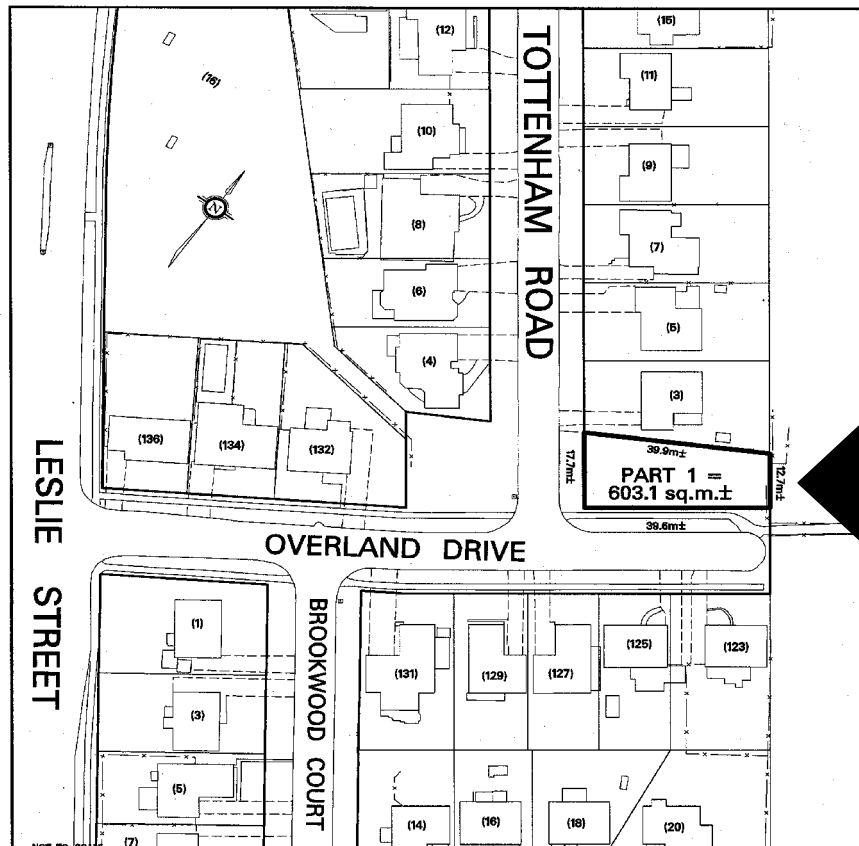 (12)
(15)
(16)
(11)
TOTTENHAM ROAD
(10)
(9)
N
(8)
(7)
(6)
(5)
(4)
(3)
39.9m±
17.7m±
PART 1 =
603.1 sq.m.±
12.7m±
39.6m±
(136)
(134)
(132)
LESLIE STREET
OVERLAND DRIVE
BROOKWOOD COURT
(1)
(3)
(5)
(7)
(131)
(129)
(127)
(125)
(123)
(14)
(16)
(18)
(20)